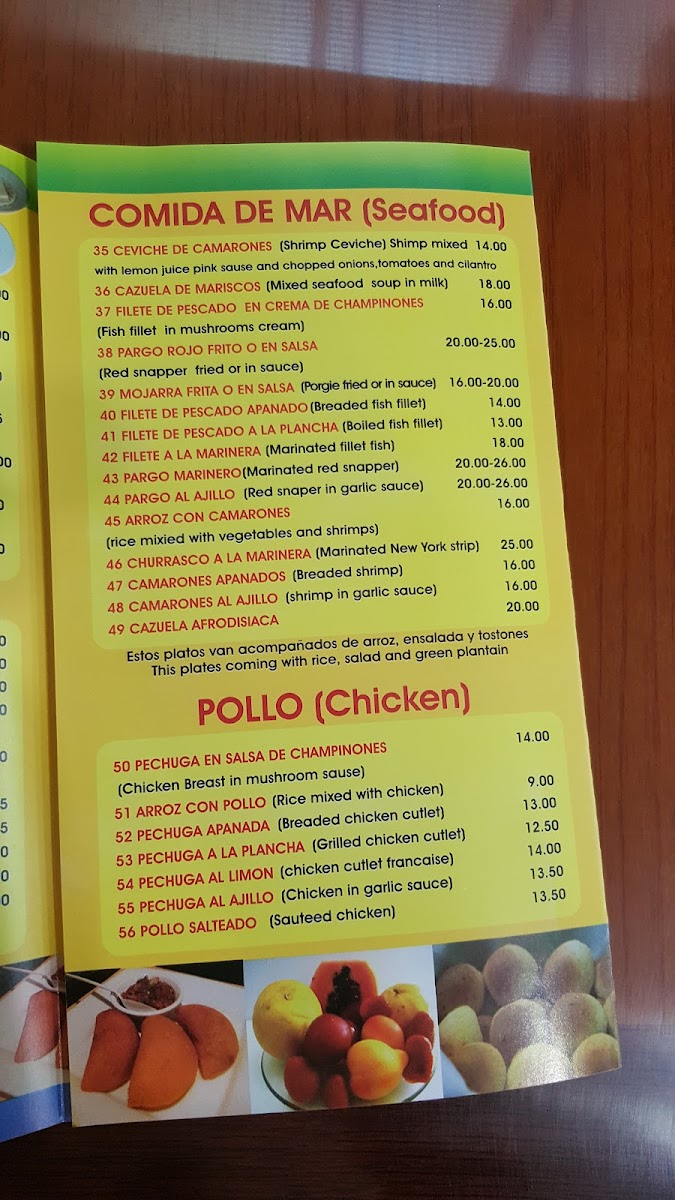 COMIDA DE MAR (Seafood)
35 CEVICHE DE CAMARONES (Shrimp Ceviche) Shimp mixed 14.00
with lemon juice pink sause and chopped onions,tomatoes and cilantro
36 CAZUELA DE MARISCOS (Mixed seafood soup in milk) 18.00
37 FILETE DE PESCADO EN CREMA DE CHAMPINONES 16.00
(Fish fillet in mushrooms cream)
38 PARGO ROJO FRITO O EN SALSA 20.00-25.00
(Red snapper fried or in sauce)
39 MOJARRA FRITA O EN SALSA (Porgie fried or in sauce) 16.00-20.00
40 FILETE DE PESCADO APANADO (Breaded fish fillet) 14.00
41 FILETE DE PESCADO A LA PLANCHA (Boiled fish fillet) 13.00
42 FILETE A LA MARINERA (Marinated fillet fish) 18.00
43 PARGO MARINERO (Marinated red snapper) 20.00-26.00
44 PARGO AL AJILLO (Red snaper in garlic sauce) 20.00-26.00
45 ARROZ CON CAMARONES 16.00
(rice mixied with vegetables and shrimps)
46 CHURRASCO A LA MARINERA (Marinated New York strip) 25.00
47 CAMARONES APANADOS (Breaded shrimp) 16.00
48 CAMARONES AL AJILLO (shrimp in garlic sauce) 16.00
49 CAZUELA AFRODISIACA 20.00
Estos platos van acompañados de arroz, ensalada y tostones
This plates coming with rice, salad and green plantain
POLLO (Chicken)
50 PECHUGA EN SALSA DE CHAMPINONES 14.00
(Chicken Breast in mushroom sause)
51 ARROZ CON POLLO (Rice mixed with chicken) 9.00
52 PECHUGA APANADA (Breaded chicken cutlet) 13.00
53 PECHUGA A LA PLANCHA (Grilled chicken cutlet) 12.50
54 PECHUGA AL LIMON (chicken cutlet francaise) 14.00
55 PECHUGA AL AJILLO (Chicken in garlic sauce) 13.50
56 POLLO SALTEADO (Sauteed chicken) 13.50